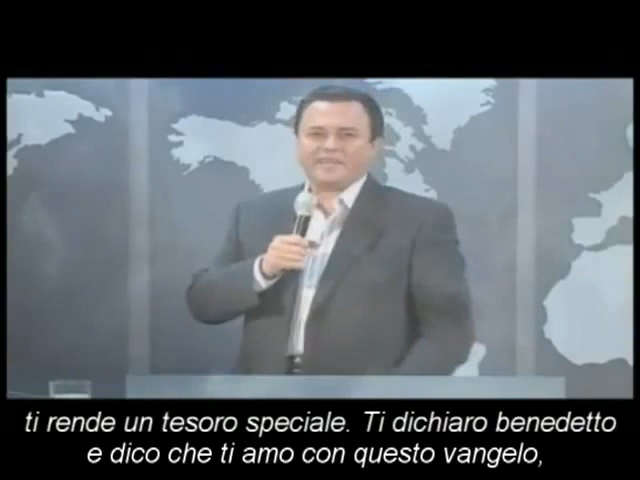 ti rende un tesoro speciale. Ti dichiaro benedetto
e dico che ti amo con questo vangelo,